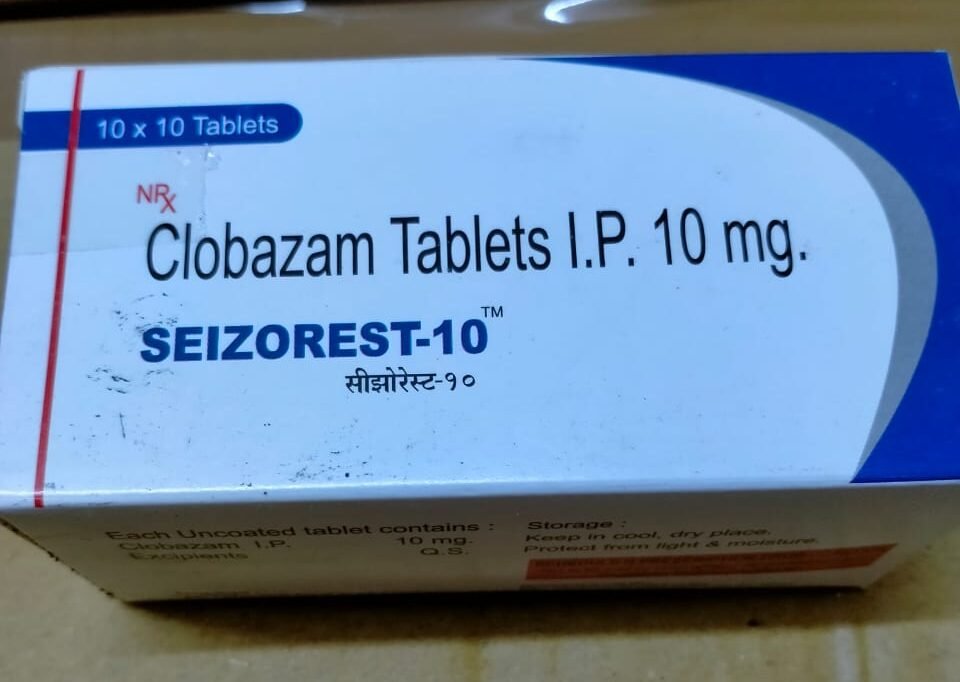 10 x 10 Tablets
NRx
Clobazam Tablets I.P. 10 mg.
SEIZOREST-10™
सीझोरेस्ट-१०
Each Uncoated tablet contains :
Clobazam I.P. 10 mg.
Excipients Q.S.
Storage :
Keep in cool, dry place.
Protect from light & moisture.